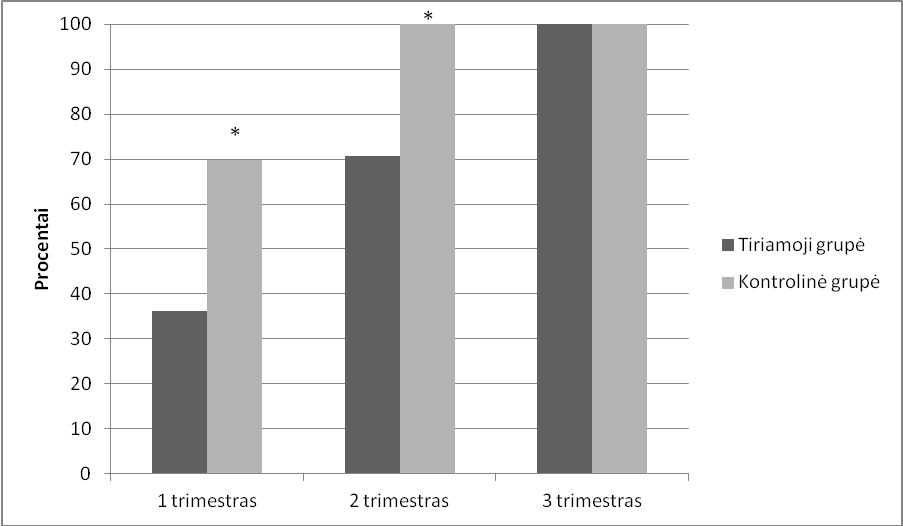 100
90
80
70
60
50
40
30
20
10
0
Procentai
*
*
1 trimestras
2 trimestras
3 trimestras
Tiriamoji grupė
Kontrolinė grupė